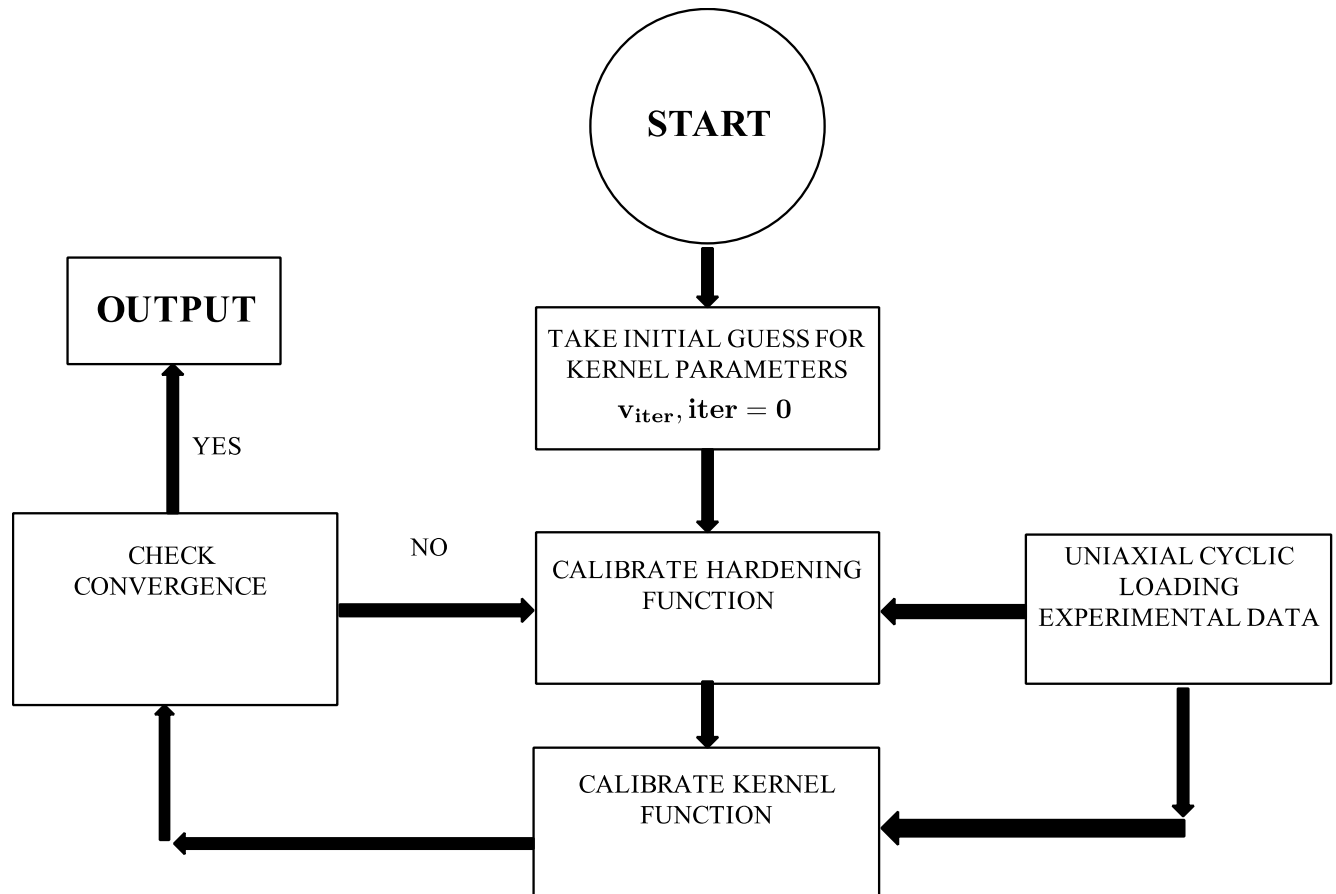 START
TAKE INITIAL GUESS FOR
KERNEL PARAMETERS
v_iter, iter = 0
OUTPUT
YES
CHECK
CONVERGENCE
NO
CALIBRATE HARDENING
FUNCTION
UNIAXIAL CYCLIC
LOADING
EXPERIMENTAL DATA
CALIBRATE KERNEL
FUNCTION